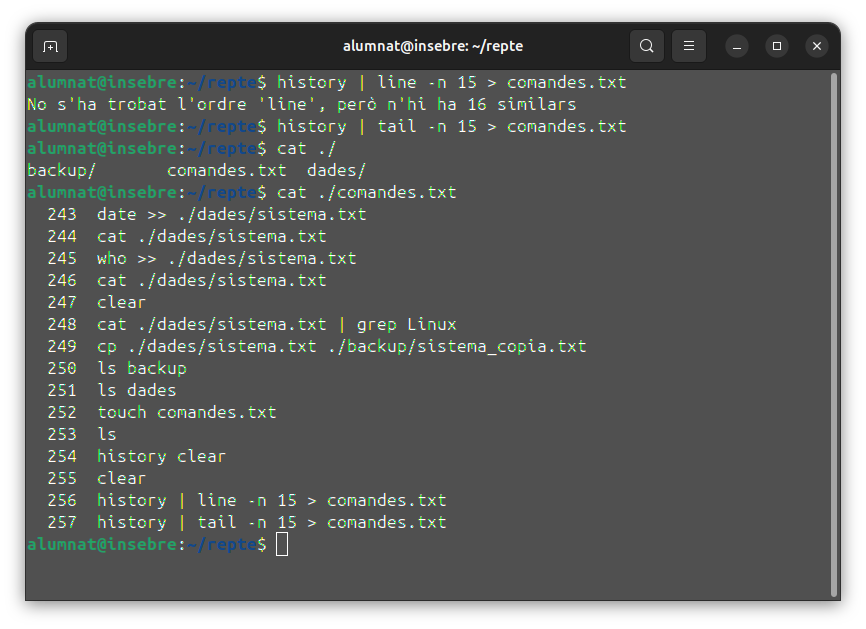 alumnat@insebre: ~/repte
alumnat@insebre:~/repte$ history | line -n 15 > comandes.txt
No s'ha trobat l'ordre 'line', però n'hi ha 16 similars
alumnat@insebre:~/repte$ history | tail -n 15 > comandes.txt
alumnat@insebre:~/repte$ cat ./
backup/       comandes.txt  dades/
alumnat@insebre:~/repte$ cat ./comandes.txt
  243  date >> ./dades/sistema.txt
  244  cat ./dades/sistema.txt
  245  who >> ./dades/sistema.txt
  246  cat ./dades/sistema.txt
  247  clear
  248  cat ./dades/sistema.txt | grep Linux
  249  cp ./dades/sistema.txt ./backup/sistema_copia.txt
  250  ls backup
  251  ls dades
  252  touch comandes.txt
  253  ls
  254  history clear
  255  clear
  256  history | line -n 15 > comandes.txt
  257  history | tail -n 15 > comandes.txt
alumnat@insebre:~/repte$